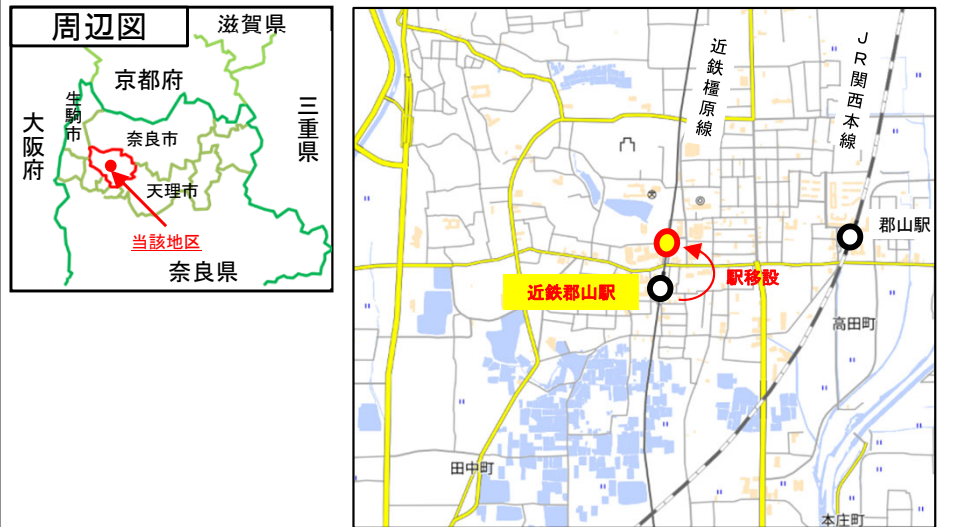 周辺図
滋賀県
京都府
生駒市
奈良市
三重県
大阪府
天理市
当該地区
奈良県
近鉄橿原線
JR関西本線
郡山駅
駅移設
近鉄郡山駅
高田町
田中町
本庄町